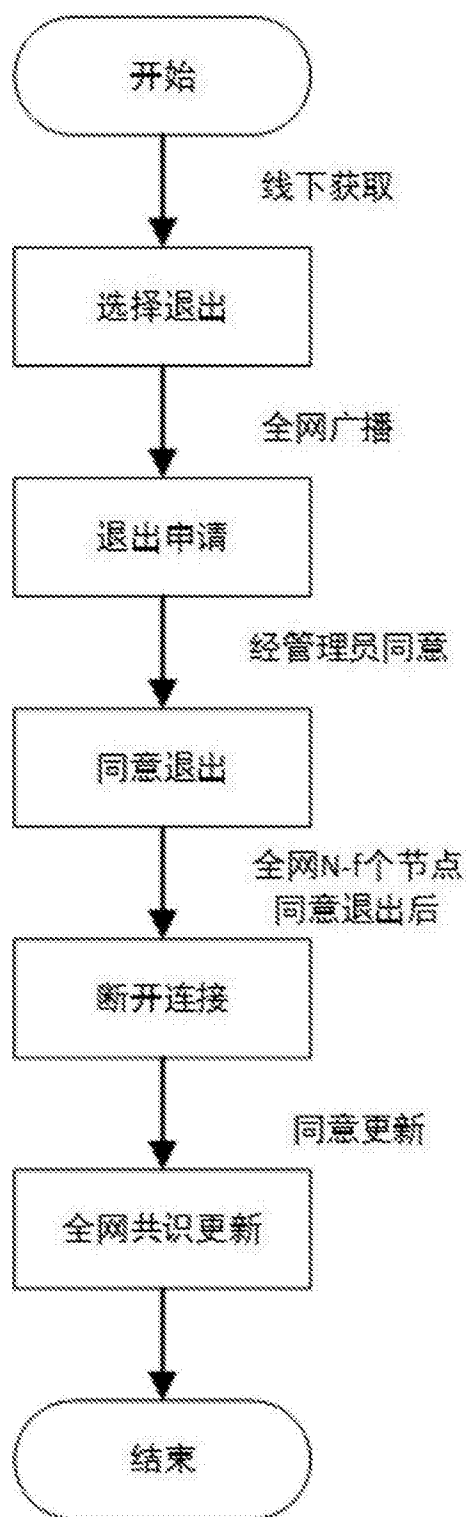 开始
线下获取
选择退出
全网广播
退出申请
经管理员同意
同意退出
全网N-f个节点
同意退出后
断开连接
同意更新
全网共识更新
结束